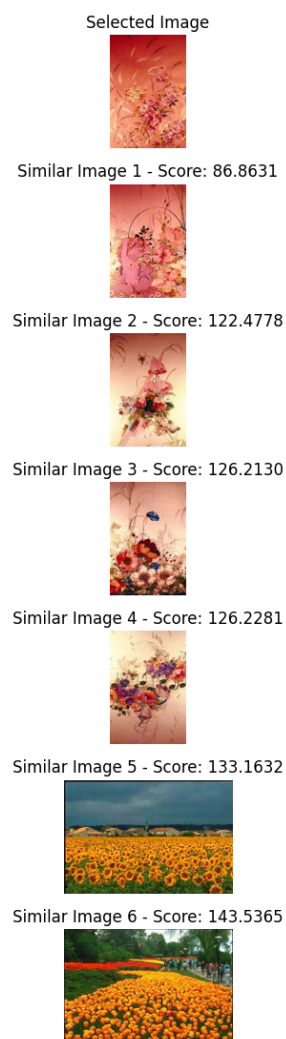 Selected Image
Similar Image 1 - Score: 86.8631
Similar Image 2 - Score: 122.4778
Similar Image 3 - Score: 126.2130
Similar Image 4 - Score: 126.2281
Similar Image 5 - Score: 133.1632
Similar Image 6 - Score: 143.5365